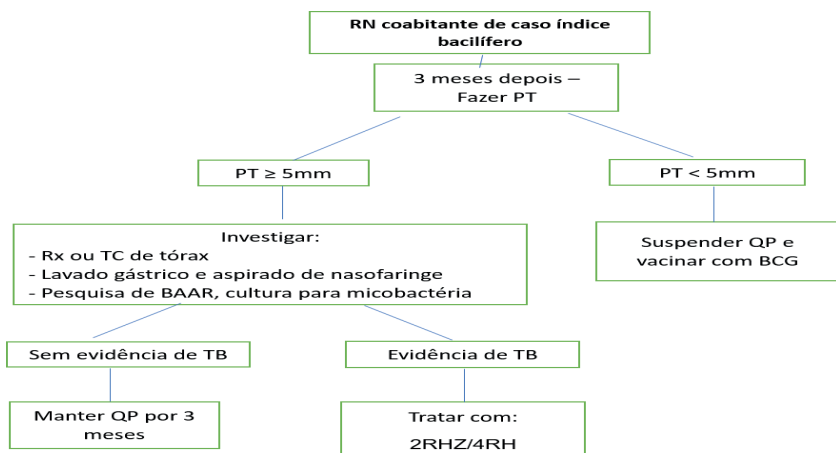 RN coabitante de caso índice
bacilífero
3 meses depois –
Fazer PT
PT ≥ 5mm
PT < 5mm
Investigar:
- Rx ou TC de tórax
- Lavado gástrico e aspirado de nasofaringe
- Pesquisa de BAAR, cultura para micobactéria
Suspender QP e
vacinar com BCG
Sem evidência de TB
Evidência de TB
Manter QP por 3
meses
Tratar com:
2RHZ/4RH